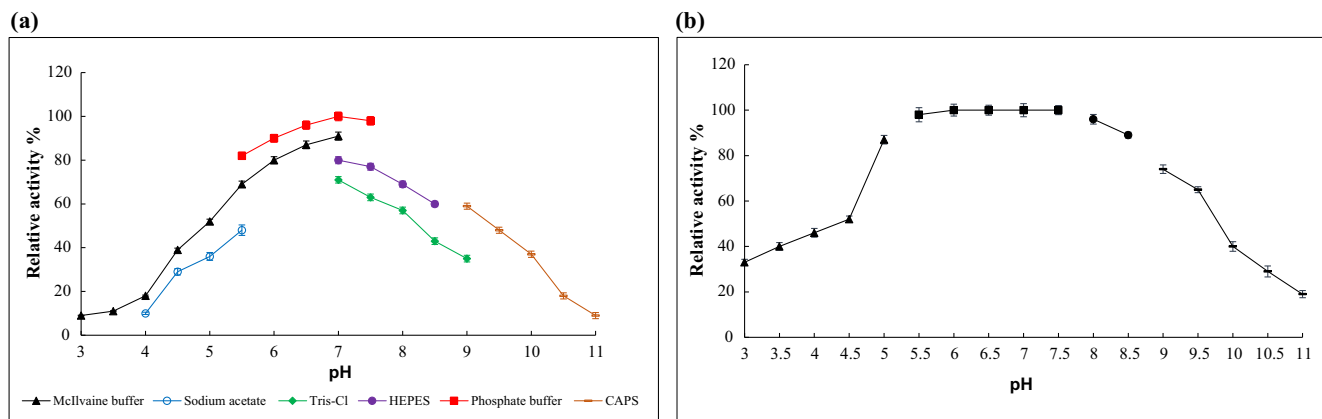 (a)
Relative activity %
120
100
80
60
40
20
0
3 4 5 6 7 8 9 10 11
pH
McIlvaine buffer Sodium acetate Tris-Cl HEPES Phosphate buffer CAPS
(b)
Relative activity %
120
100
80
60
40
20
0
3 3.5 4 4.5 5 5.5 6 6.5 7 7.5 8 8.5 9 9.5 10 10.5 11
pH